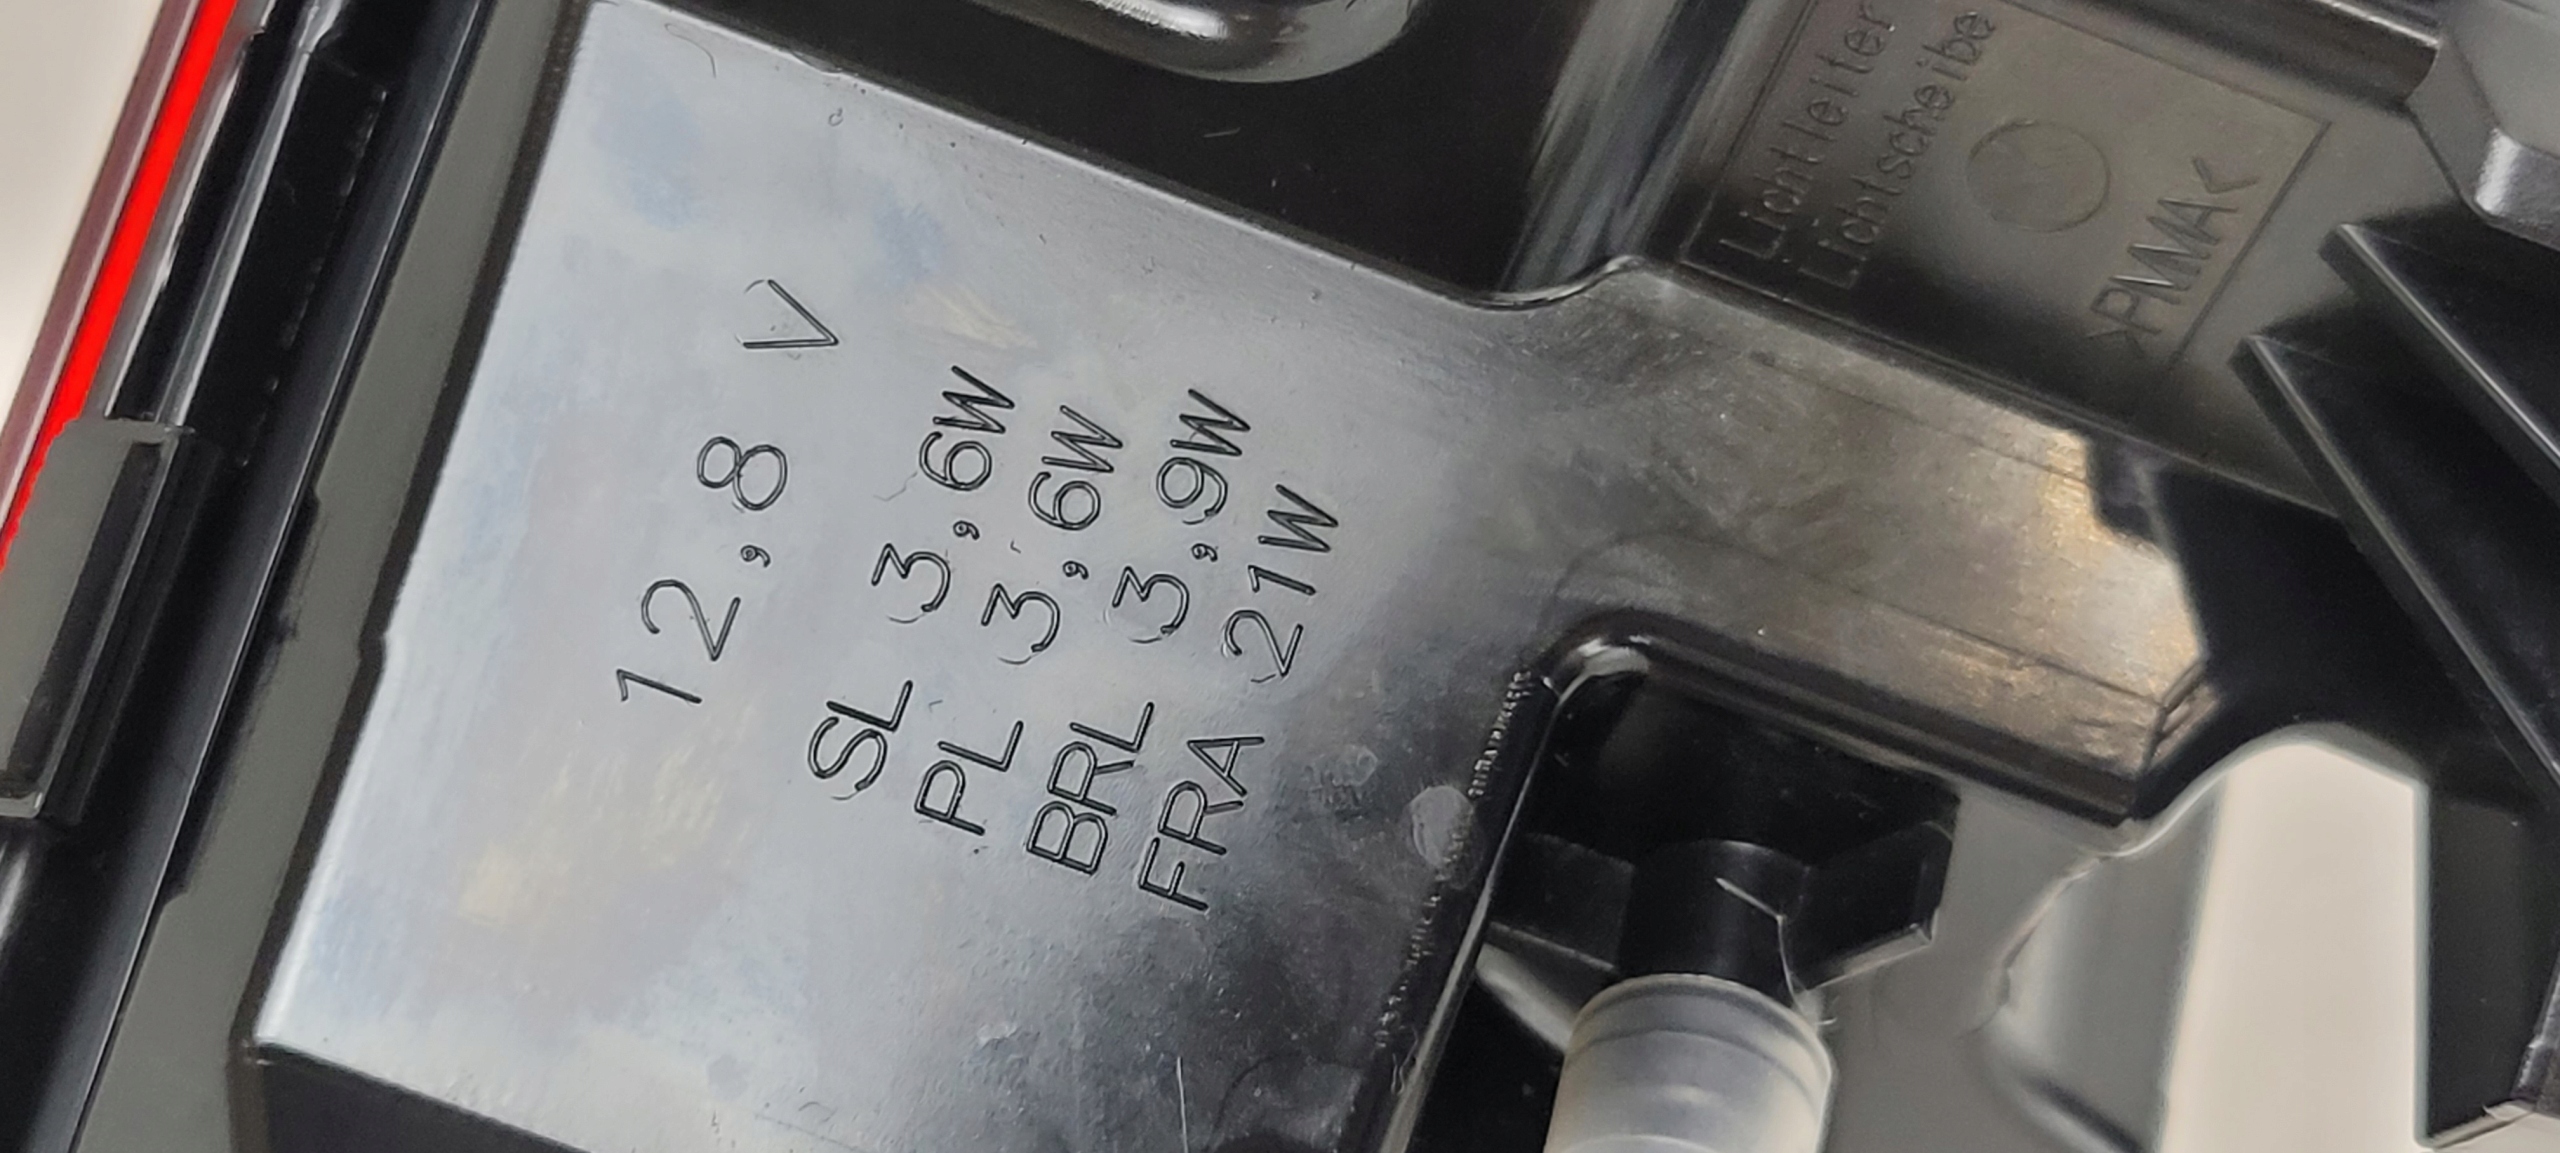 12,8 V
SL 3,6W
PL 3,6W
BRL 3,9W
FRA 21W
Lichtleiter
Lichtscheibe
>PMMA<